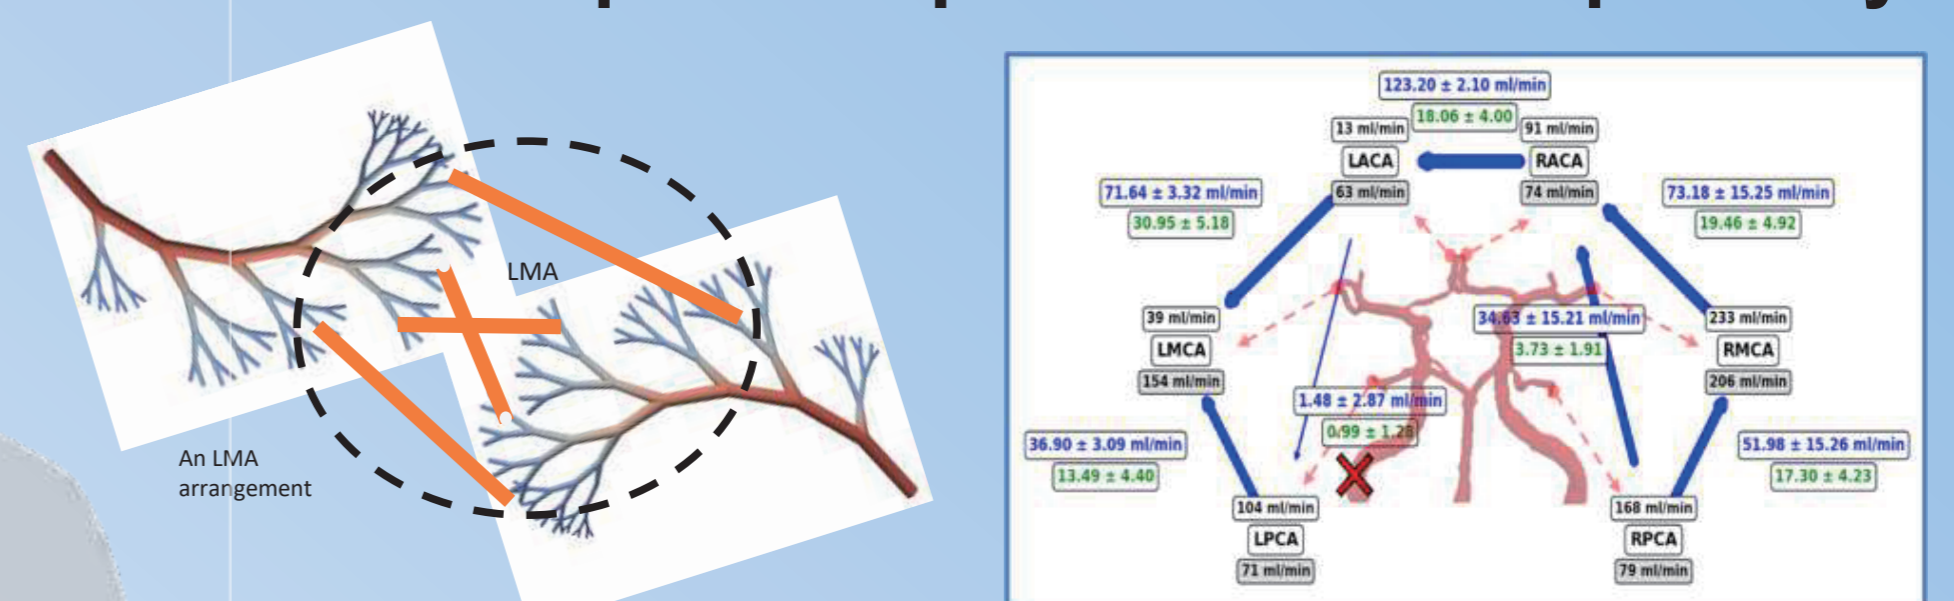 LMA
An LMA
arrangement
123.20 ± 2.10 ml/min
18.06 ± 4.00
13 ml/min
91 ml/min
LACA
RACA
63 ml/min
74 ml/min
71.64 ± 3.32 ml/min
30.95 ± 5.18
73.18 ± 15.25 ml/min
19.46 ± 4.92
39 ml/min
LMCA
154 ml/min
34.63 ± 15.21 ml/min
3.73 ± 1.91
233 ml/min
RMCA
206 ml/min
1.48 ± 2.87 ml/min
0.99 ± 1.28
36.90 ± 3.09 ml/min
13.49 ± 4.40
51.98 ± 15.26 ml/min
17.30 ± 4.23
104 ml/min
LPCA
71 ml/min
168 ml/min
RPCA
79 ml/min